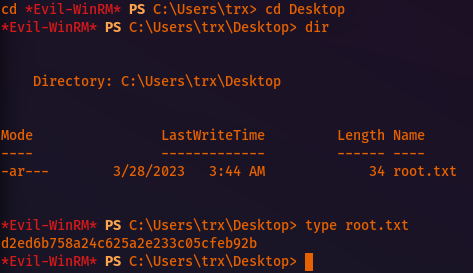 cd *Evil-WinRM* PS C:\Users\trx> cd Desktop
*Evil-WinRM* PS C:\Users\trx\Desktop> dir
Directory: C:\Users\trx\Desktop
Mode LastWriteTime Length Name
---- ------------- ------ ----
-ar--- 3/28/2023 3:44 AM 34 root.txt
*Evil-WinRM* PS C:\Users\trx\Desktop> type root.txt
d2ed6b758a24c625a2e233c05cfeb92b
*Evil-WinRM* PS C:\Users\trx\Desktop>